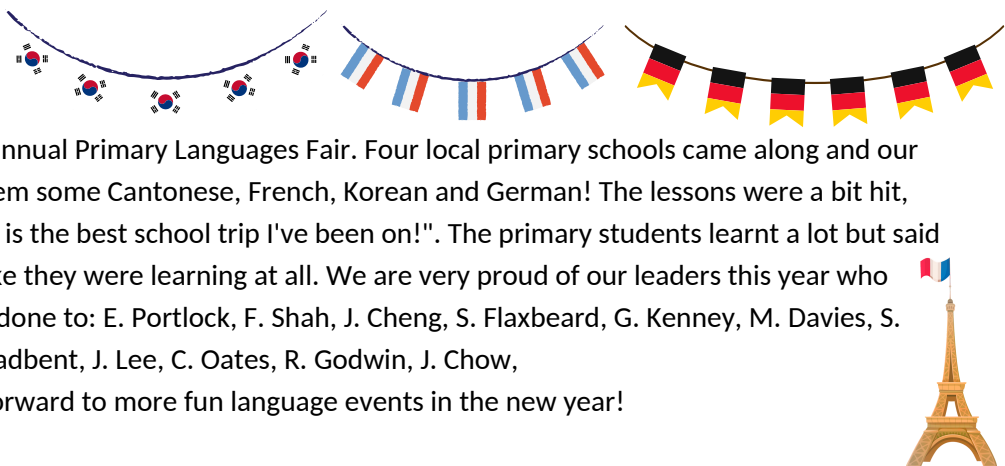 nnual Primary Languages Fair. Four local primary schools came along and our
em some Cantonese, French, Korean and German! The lessons were a bit hit,
is the best school trip I've been on!". The primary students learnt a lot but said
ke they were learning at all. We are very proud of our leaders this year who
done to: E. Portlock, F. Shah, J. Cheng, S. Flaxbeard, G. Kenney, M. Davies, S.
adbent, J. Lee, C. Oates, R. Godwin, J. Chow,
orward to more fun language events in the new year!